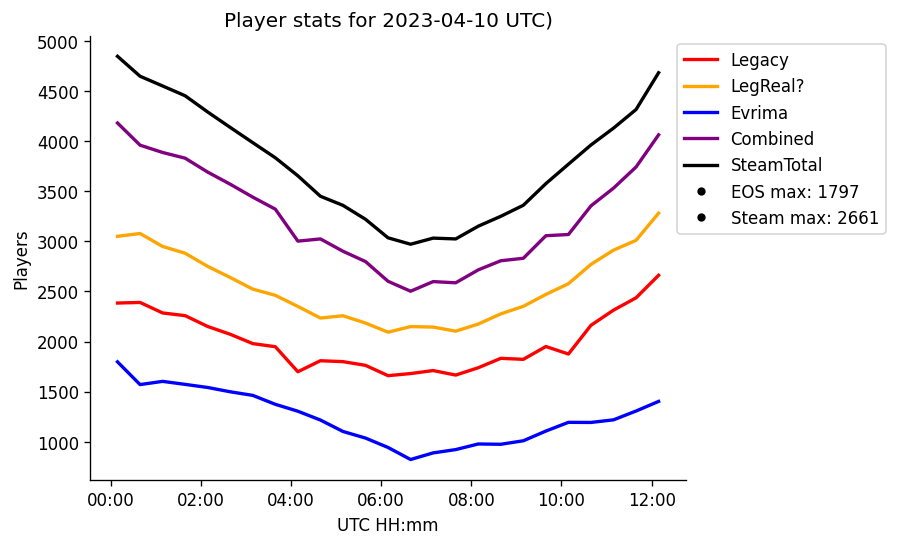 Player stats for 2023-04-10 UTC)
5000
4500
4000
3500
3000
2500
2000
1500
1000
Players
00:00 02:00 04:00 06:00 08:00 10:00 12:00
UTC HH:mm
Legacy
LegReal?
Evrima
Combined
SteamTotal
EOS max: 1797
Steam max: 2661